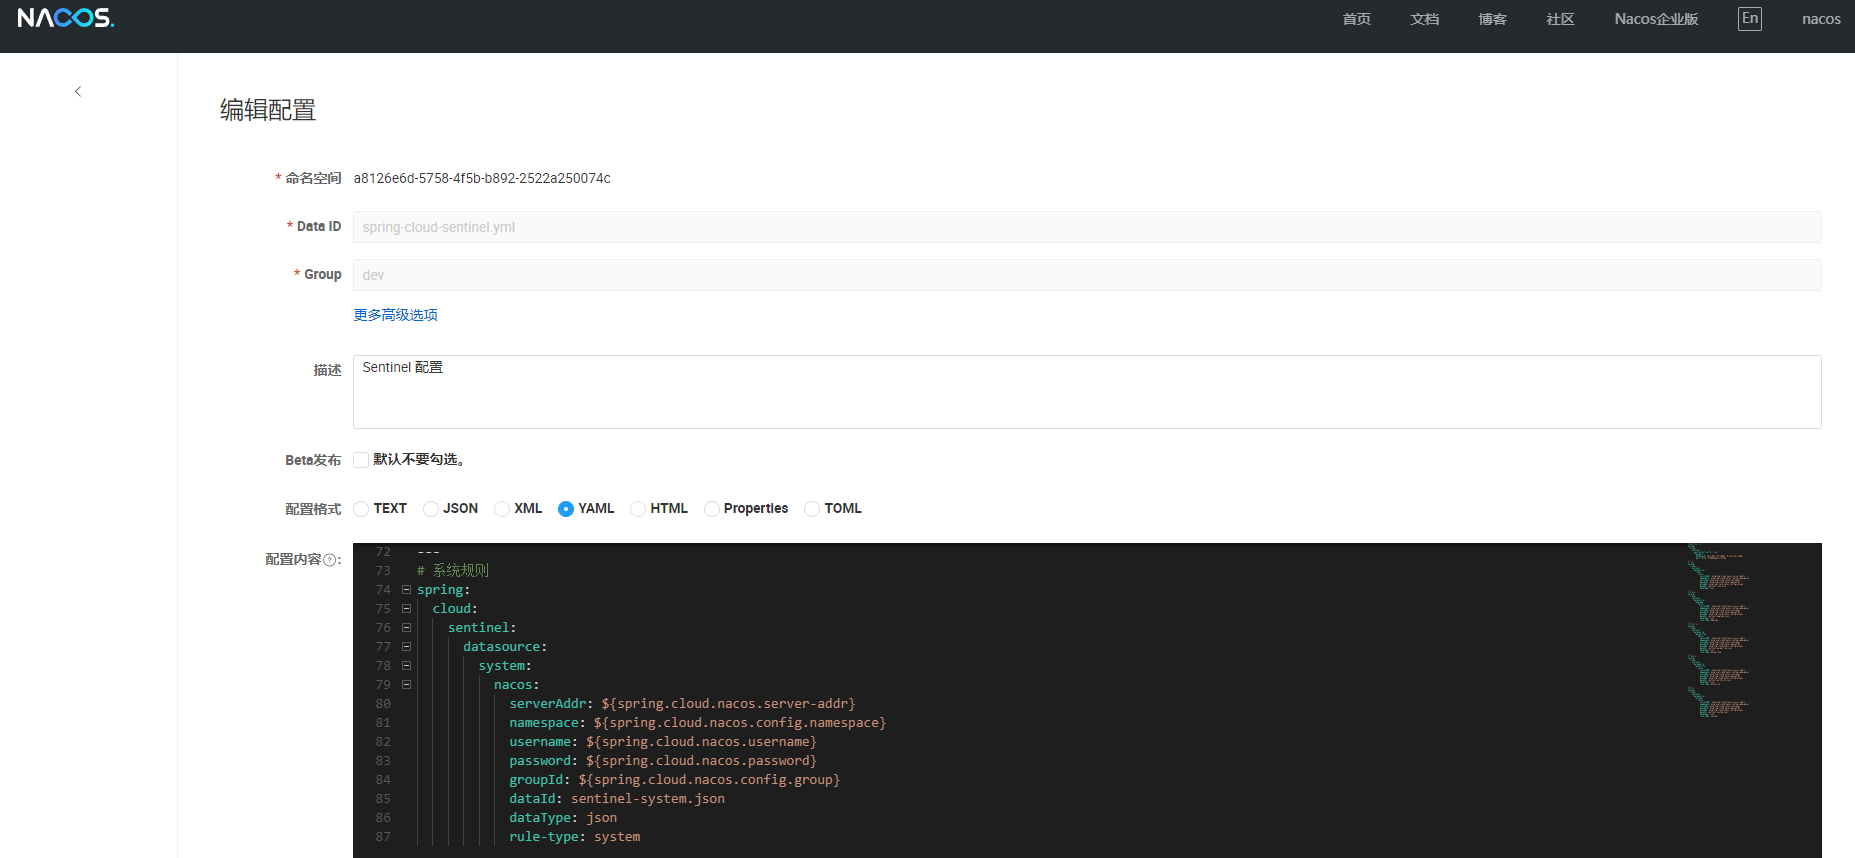 NACOS.
首页 文档 博客 社区 Nacos企业版 En nacos
编辑配置
* 命名空间 a8126e6d-5758-4f5b-b892-2522a250074c
* Data ID spring-cloud-sentinel.yml
* Group dev
更多高级选项
描述 Sentinel 配置
Beta发布 默认不要勾选。
配置格式 TEXT JSON XML YAML HTML Properties TOML
配置内容?:
72 ---
73 # 系统规则
74 spring:
75 cloud:
76 sentinel:
77 datasource:
78 system:
79 nacos:
80 serverAddr: ${spring.cloud.nacos.server-addr}
81 namespace: ${spring.cloud.nacos.config.namespace}
82 username: ${spring.cloud.nacos.username}
83 password: ${spring.cloud.nacos.password}
84 groupId: ${spring.cloud.nacos.config.group}
85 dataId: sentinel-system.json
86 dataType: json
87 rule-type: system